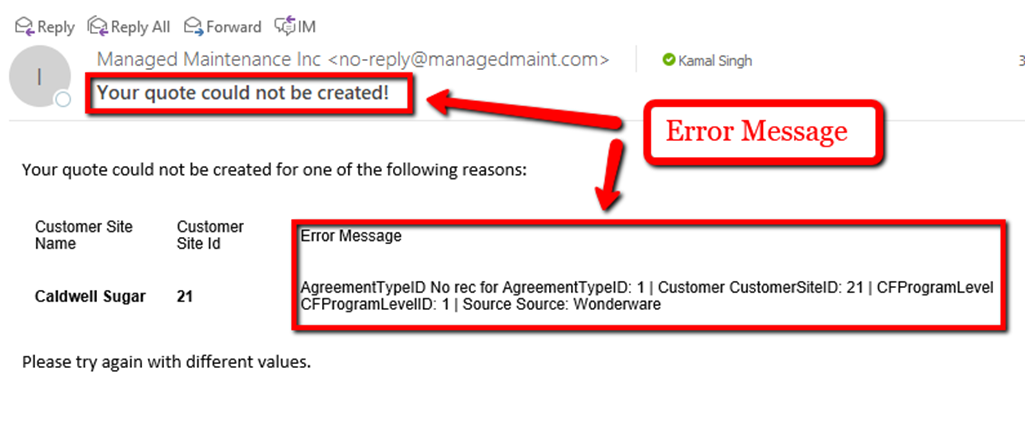 Reply Reply All Forward IM
Managed Maintenance Inc <no-reply@managedmaint.com> Kamal Singh 3
I
Your quote could not be created!
Error Message
Your quote could not be created for one of the following reasons:
Customer Site
Name
Customer
Site Id
Error Message
Caldwell Sugar 21
AgreementTypeID No rec for AgreementTypeID: 1 | Customer CustomerSiteID: 21 | CFProgramLevel
CFProgramLevelID: 1 | Source Source: Wonderware
Please try again with different values.